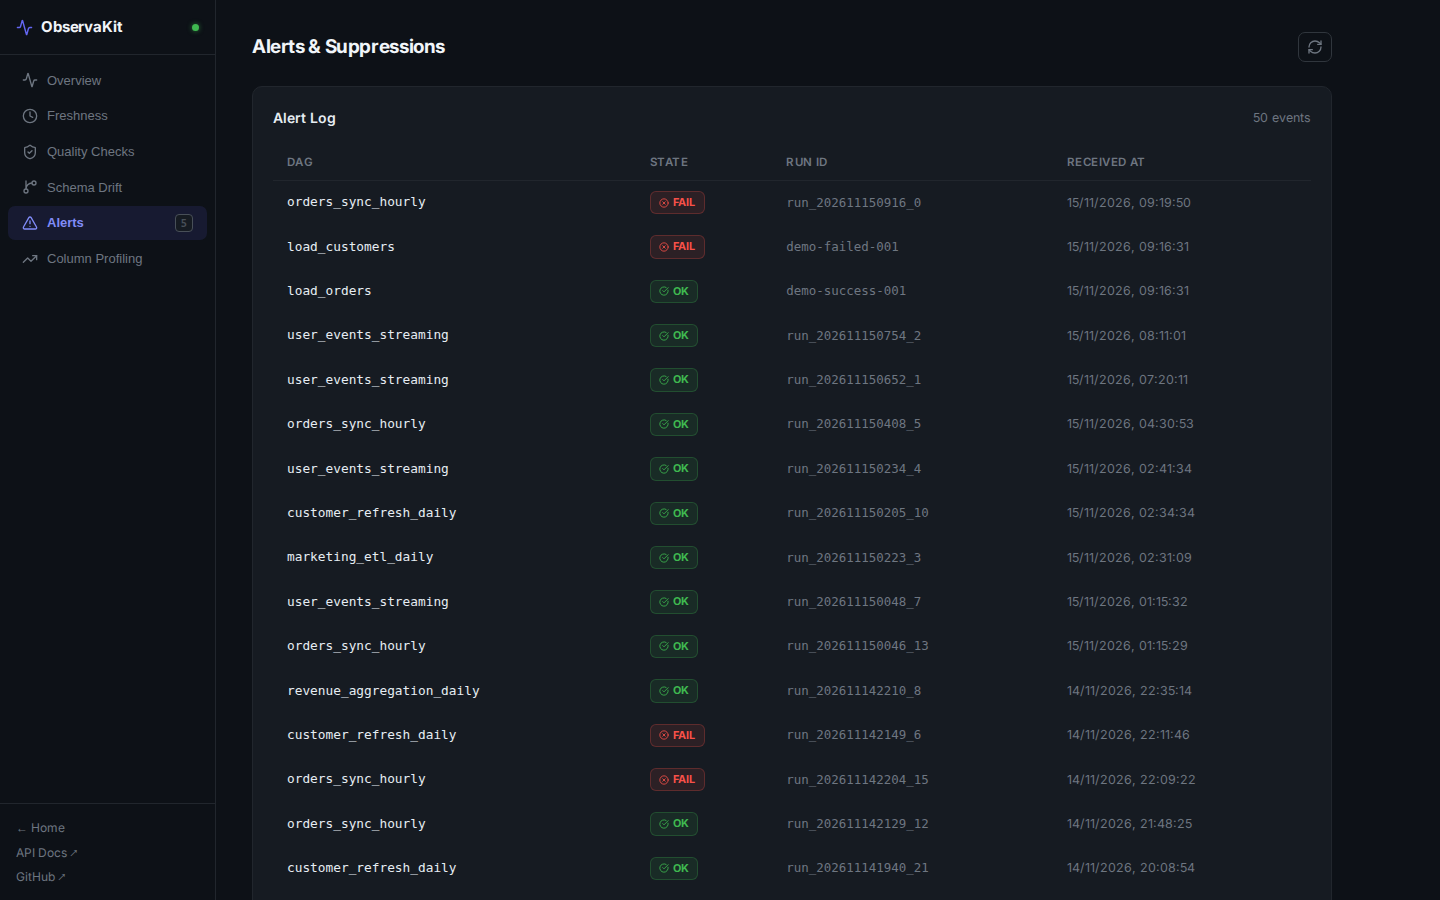 ObservaKit
Overview
Freshness
Quality Checks
Schema Drift
Alerts 5
Column Profiling
← Home
API Docs ↗
GitHub ↗
Alerts & Suppressions
Alert Log 50 events
DAG STATE RUN ID RECEIVED AT
orders_sync_hourly FAIL run_202611150916_0 15/11/2026, 09:19:50
load_customers FAIL demo-failed-001 15/11/2026, 09:16:31
load_orders OK demo-success-001 15/11/2026, 09:16:31
user_events_streaming OK run_202611150754_2 15/11/2026, 08:11:01
user_events_streaming OK run_202611150652_1 15/11/2026, 07:20:11
orders_sync_hourly OK run_202611150408_5 15/11/2026, 04:30:53
user_events_streaming OK run_202611150234_4 15/11/2026, 02:41:34
customer_refresh_daily OK run_202611150205_10 15/11/2026, 02:34:34
marketing_etl_daily OK run_202611150223_3 15/11/2026, 02:31:09
user_events_streaming OK run_202611150048_7 15/11/2026, 01:15:32
orders_sync_hourly OK run_202611150046_13 15/11/2026, 01:15:29
revenue_aggregation_daily OK run_202611142210_8 14/11/2026, 22:35:14
customer_refresh_daily FAIL run_202611142149_6 14/11/2026, 22:11:46
orders_sync_hourly FAIL run_202611142204_15 14/11/2026, 22:09:22
orders_sync_hourly OK run_202611142129_12 14/11/2026, 21:48:25
customer_refresh_daily OK run_202611141940_21 14/11/2026, 20:08:54